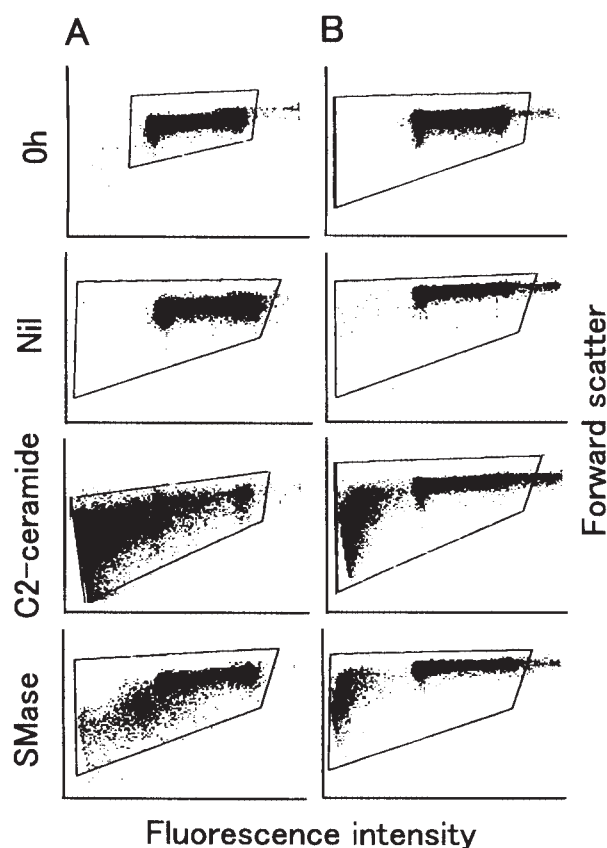 A
B
0h
Nil
C2-ceramide
SMase
Forward scatter
Fluorescence intensity